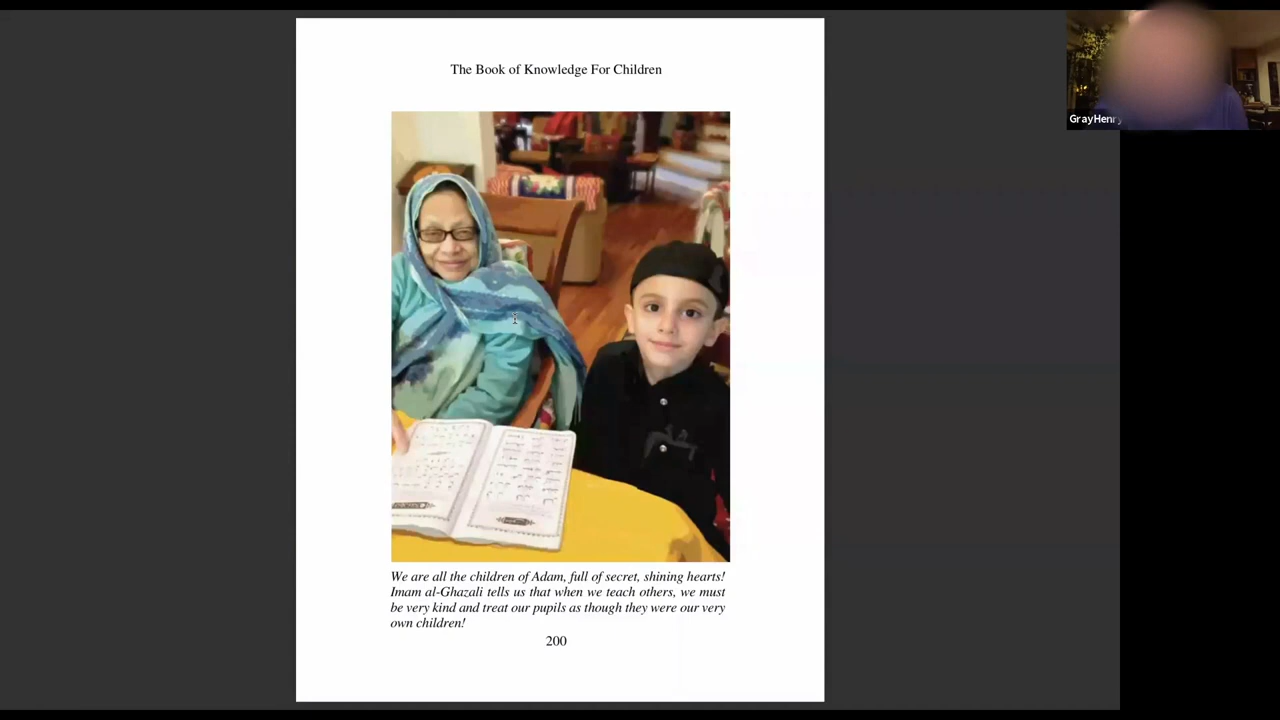 The Book of Knowledge For Children
GrayHenry
We are all the children of Adam, full of secret, shining hearts!
Imam al-Ghazali tells us that when we teach others, we must
be very kind and treat our pupils as though they were our very
own children!
200